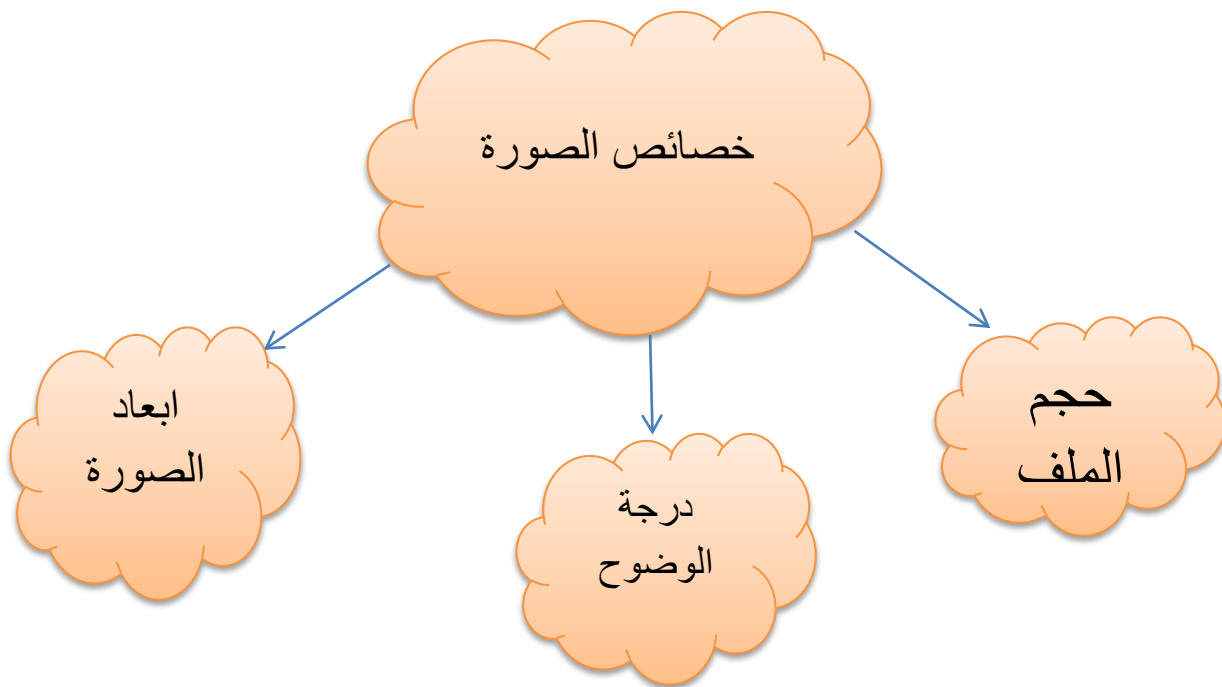 خصائص الصورة
حجم
الملف
درجة
الوضوح
ابعاد
الصورة